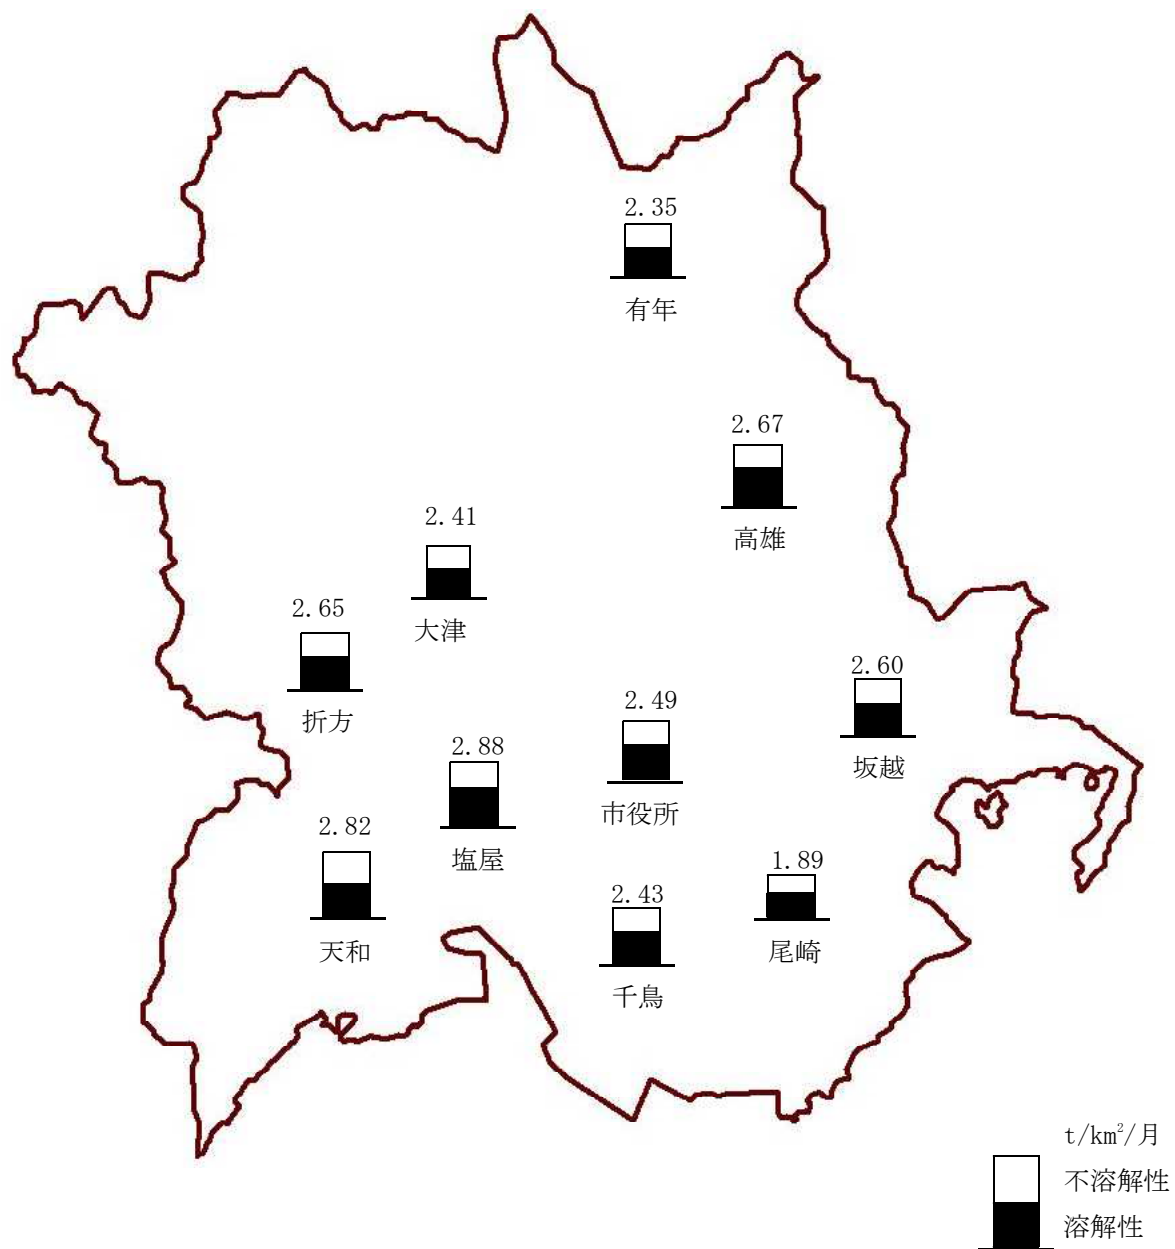 2.35
有年
2.67
高雄
2.41
大津
2.65
折方
2.60
坂越
2.49
市役所
2.88
塩屋
2.82
天和
1.89
尾崎
2.43
千鳥
t/km²/月
不溶解性
溶解性